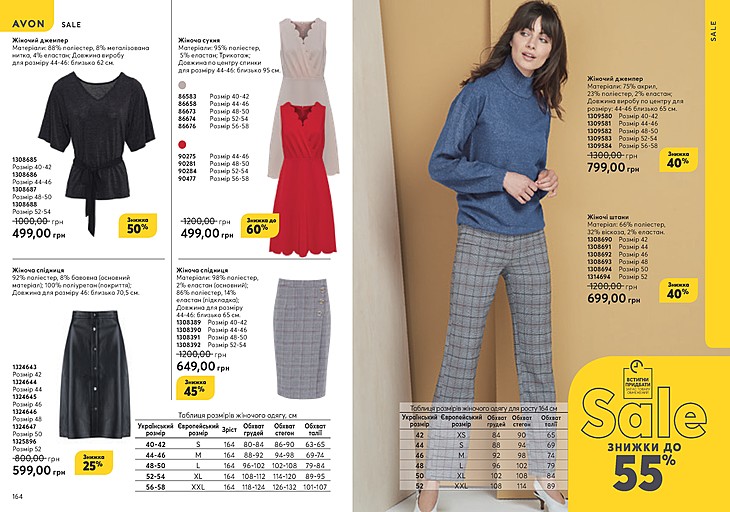 AVON SALE
Жіночий джемпер
Матеріали: 88% поліестер, 8% металізована
нитка, 4% еластан; Довжина виробу
для розміру 44-46: близько 62 см.
1308685
Розмір 40-42
1308686
Розмір 44-46
1308687
Розмір 48-50
1308688
Розмір 52-54
1000,00 грн
499,00 грн
Знижка
50%
Жіноча сукня
Матеріали: 95% поліестер,
5% еластан; Трикотаж;
Довжина по центру спинки
для розміру 44-46: близько 95 см.
86583 Розмір 40-42
86658 Розмір 44-46
86673 Розмір 48-50
86674 Розмір 52-54
86676 Розмір 56-58
90275 Розмір 44-46
90281 Розмір 48-50
90284 Розмір 52-54
90477 Розмір 56-58
1200,00 грн
499,00 грн
Знижка до
60%
Жіноча спідниця
92% поліестер, 8% бавовна (основний
матеріал); 100% поліуретан (покриття);
Довжина для розміру 46: близько 70,5 см.
1324643
Розмір 42
1324644
Розмір 44
1324645
Розмір 46
1324646
Розмір 48
1324647
Розмір 50
1325896
Розмір 52
800,00 грн
599,00 грн
Знижка
25%
Жіноча спідниця
Матеріали: 98% поліестер,
2% еластан (основний);
86% поліестер, 14%
еластан (підкладка);
Довжина для розміру
44-46: близько 65 см.
1308389 Розмір 40-42
1308390 Розмір 44-46
1308391 Розмір 48-50
1308392 Розмір 52-54
1200,00 грн
649,00 грн
Знижка
45%
Таблиця розмірів жіночого одягу, см
Український розмір Європейський розмір Зріст Обхват грудей Обхват стегон Обхват талії
40-42 S 164 80-84 86-90 63-65
44-46 M 164 88-92 94-98 69-74
48-50 L 164 96-102 102-108 79-84
52-54 XL 164 108-112 114-120 89-95
56-58 XXL 164 118-124 126-132 101-107
164
SALE
Жіночий джемпер
Матеріали: 75% акрил,
23% поліестер, 2% еластан;
Довжина виробу по центру для
розміру: 44-46 близько 65 см.
1309580 Розмір 40-42
1309581 Розмір 44-46
1309582 Розмір 48-50
1309583 Розмір 52-54
1309584 Розмір 56-58
1300,00 грн
799,00 грн
Знижка
40%
Жіночі штани
Матеріал: 66% поліестер,
32% віскоза, 2% еластан.
1308690 Розмір 42
1308691 Розмір 44
1308692 Розмір 46
1308693 Розмір 48
1308694 Розмір 50
1314694 Розмір 52
1200,00 грн
699,00 грн
Знижка
40%
Таблиця розмірів жіночого одягу для росту 164 см
Український розмір Європейський розмір Обхват грудей Обхват стегон Обхват талії
42 XS 84 90 65
44 S 88 94 69
46 M 92 98 74
48 L 96 102 79
50 XL 102 108 84
52 XXL 108 114 89
ВСТИГНИ
ПРИДБАТИ
Sale
ЗНИЖКИ ДО
55%